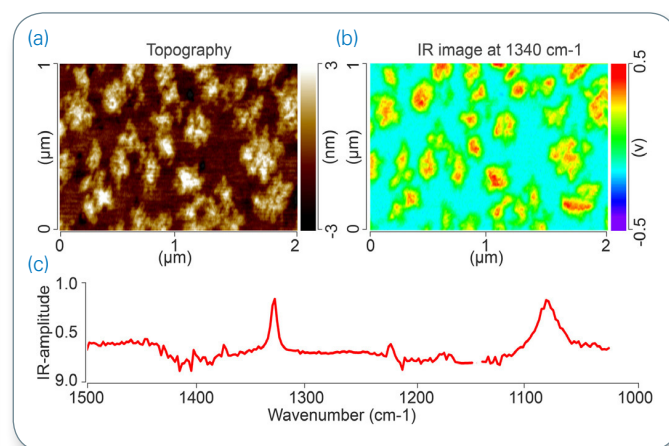 (a)
Topography
1
(µm)
0
0
1
2
(µm)
3
(nm)
-3
(b)
IR image at 1340 cm-1
1
(µm)
0
0
1
2
(µm)
0.5
(v)
-0.5
(c)
1.0
0.5
9.0
IR-amplitude
1500
1400
1300
1200
1100
1000
Wavenumber (cm-1)